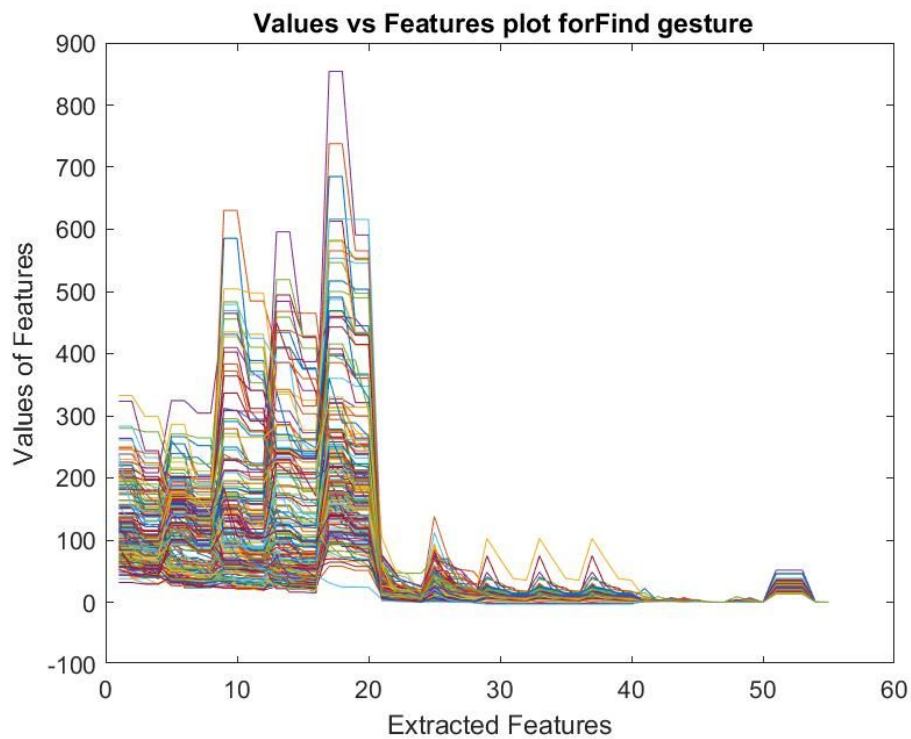 Values vs Features plot forFind gesture
900
800
700
600
500
400
300
200
100
0
-100
Values of Features
0 10 20 30 40 50 60
Extracted Features